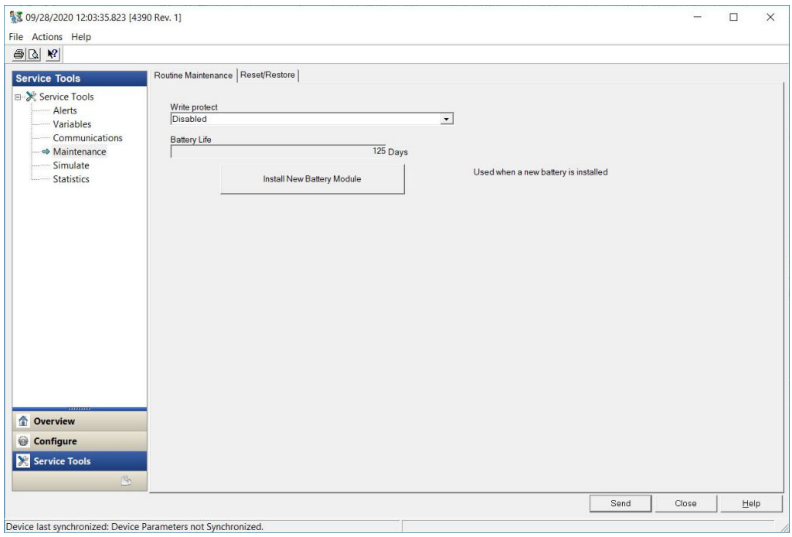 09/28/2020 12:03:35.823 [4390 Rev. 1]
File Actions Help
Service Tools
Service Tools
Alerts
Variables
Communications
Maintenance
Simulate
Statistics
Overview
Configure
Service Tools
Routine Maintenance Reset/Restore
Write protect
Disabled
Battery Life
125 Days
Install New Battery Module Used when a new battery is installed
Send Close Help
Device last synchronized: Device Parameters not Synchronized.